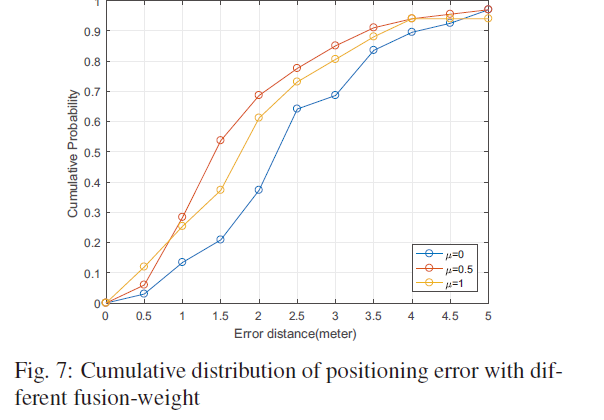 1
0.9
0.8
0.7
0.6
0.5
0.4
0.3
0.2
0.1
0
Cumulative Probability
μ=0
μ=0.5
μ=1
0 0.5 1 1.5 2 2.5 3 3.5 4 4.5 5
Error distance(meter)
Fig. 7: Cumulative distribution of positioning error with dif-
ferent fusion-weight